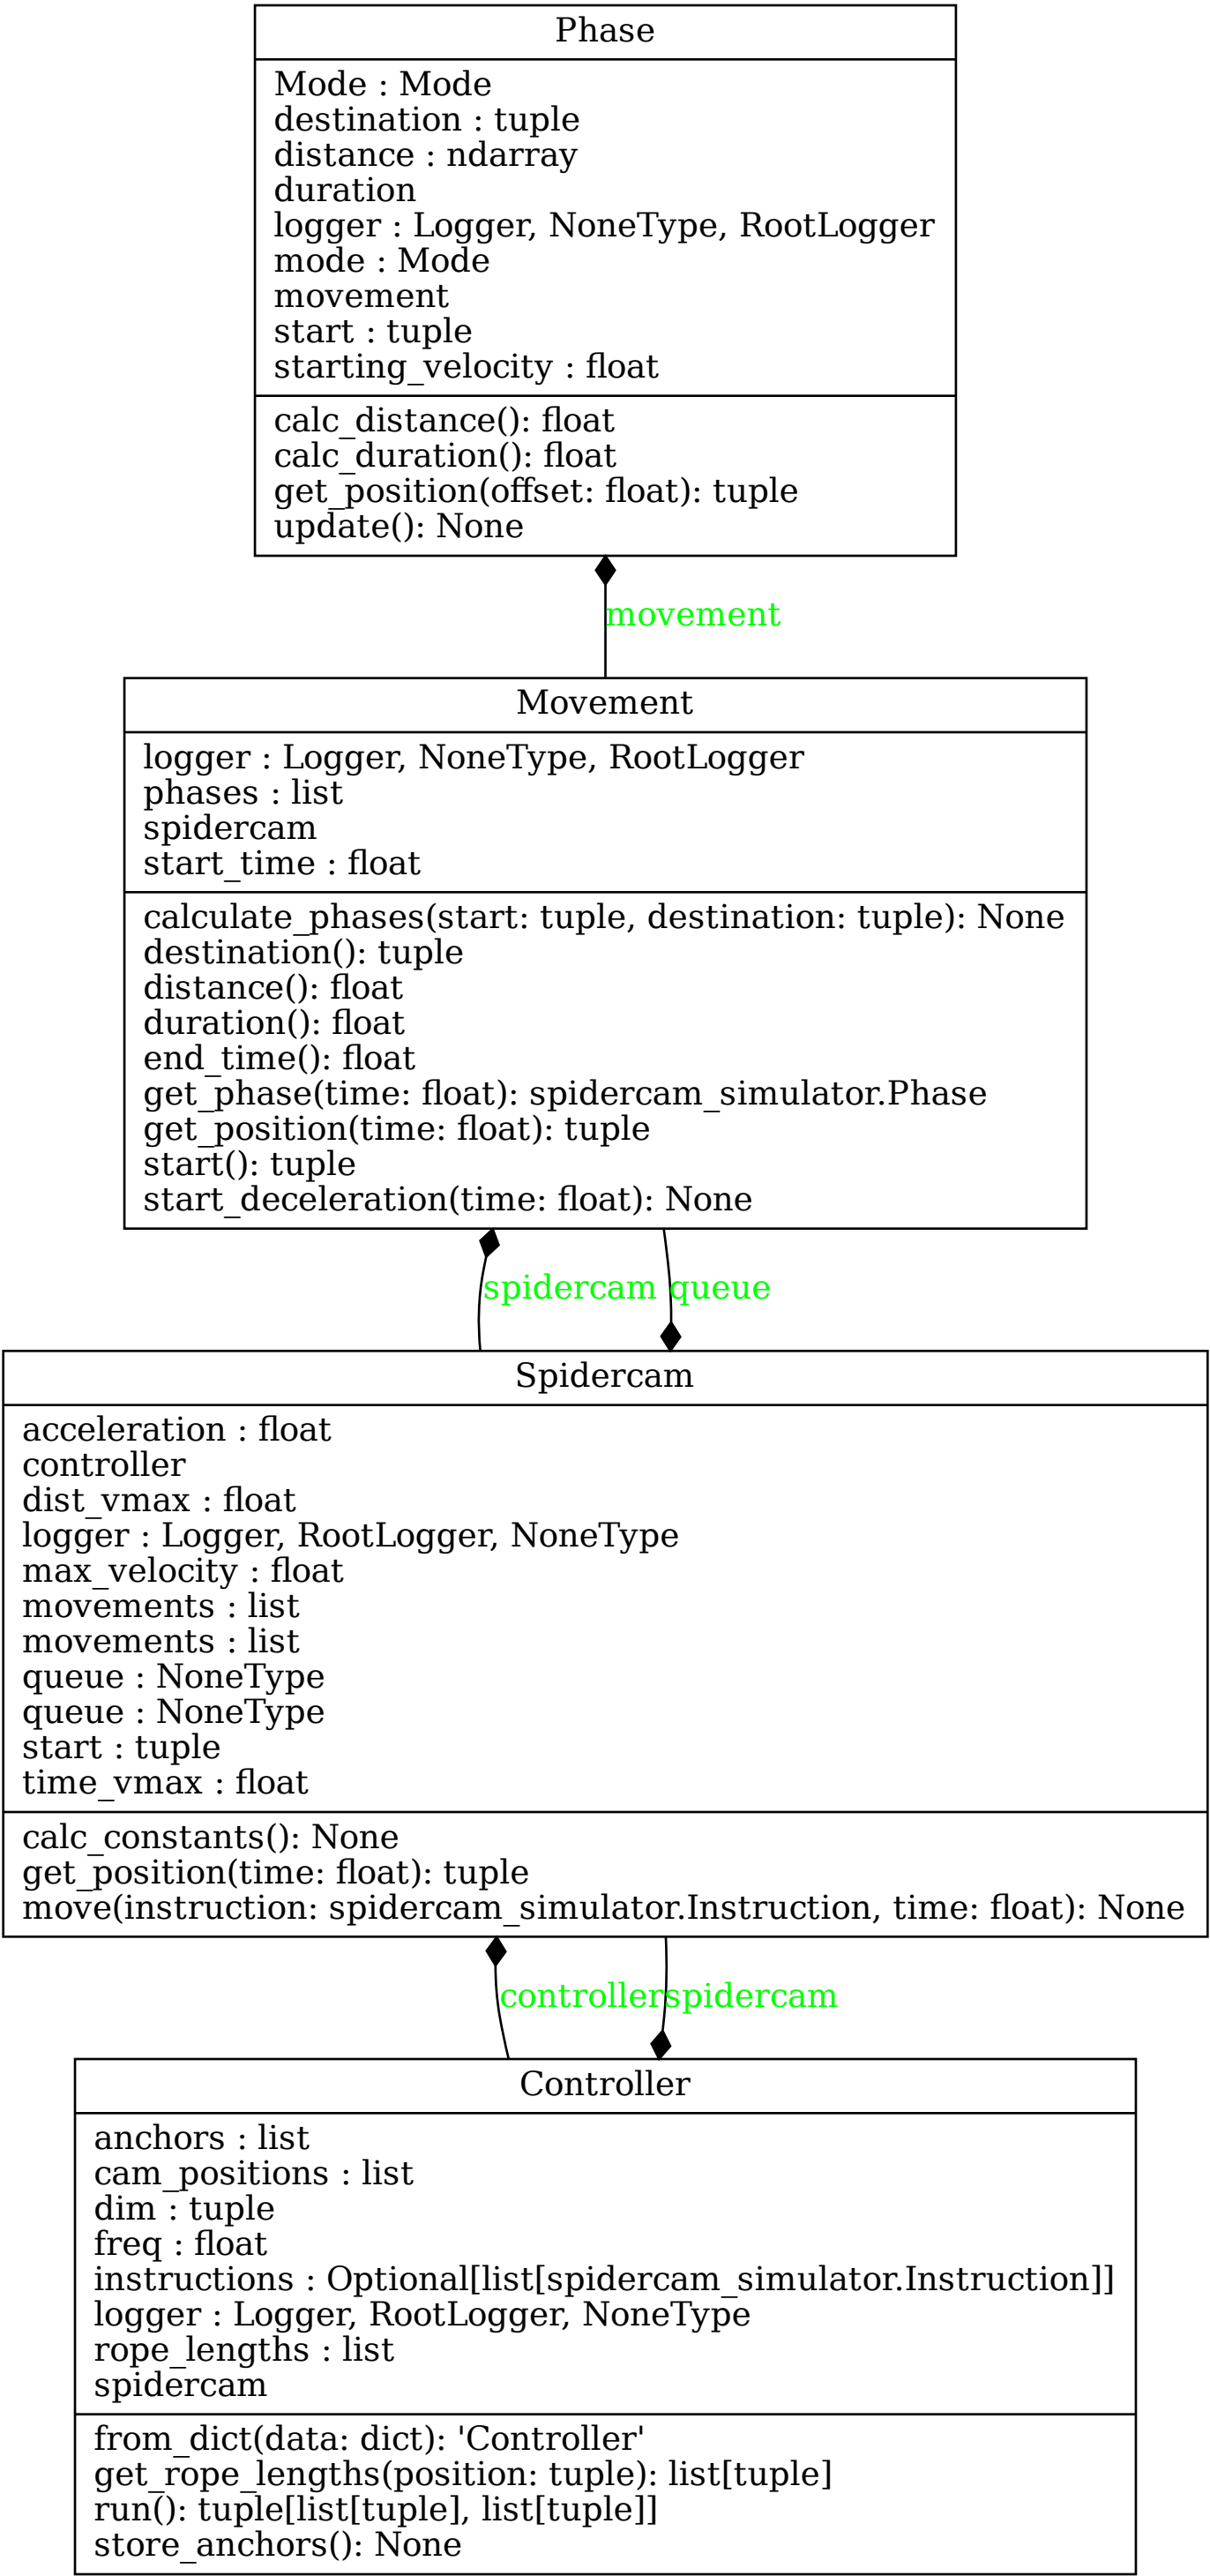 Phase
Mode : Mode
destination : tuple
distance : ndarray
duration
logger : Logger, NoneType, RootLogger
mode : Mode
movement
start : tuple
starting_velocity : float
calc_distance(): float
calc_duration(): float
get_position(offset: float): tuple
update(): None
movement
Movement
logger : Logger, NoneType, RootLogger
phases : list
spidercam
start_time : float
calculate_phases(start: tuple, destination: tuple): None
destination(): tuple
distance(): float
duration(): float
end_time(): float
get_phase(time: float): spidercam_simulator.Phase
get_position(time: float): tuple
start(): tuple
start_deceleration(time: float): None
spidercam queue
Spidercam
acceleration : float
controller
dist_vmax : float
logger : Logger, RootLogger, NoneType
max_velocity : float
movements : list
movements : list
queue : NoneType
queue : NoneType
start : tuple
time_vmax : float
calc_constants(): None
get_position(time: float): tuple
move(instruction: spidercam_simulator.Instruction, time: float): None
controller spidercam
Controller
anchors : list
cam_positions : list
dim : tuple
freq : float
instructions : Optional[list[spidercam_simulator.Instruction]]
logger : Logger, RootLogger, NoneType
rope_lengths : list
spidercam
from_dict(data: dict): 'Controller'
get_rope_lengths(position: tuple): list[tuple]
run(): tuple[list[tuple], list[tuple]]
store_anchors(): None